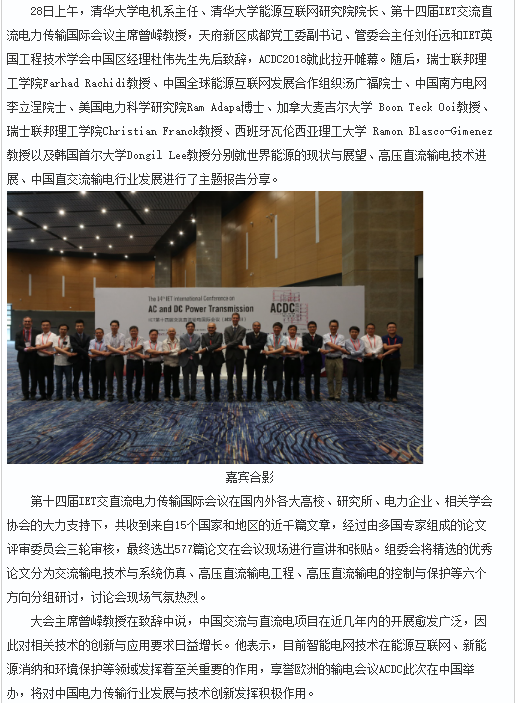 28日上午，清华大学电机系主任、清华大学能源互联网研究院院长、第十四届IET交流直
流电力传输国际会议主席曾嵘教授，天府新区成都党工委副书记、管委会主任刘任远和IET英
国工程技术学会中国区经理杜伟先生先后致辞，ACDC2018就此拉开帷幕。随后，瑞士联邦理
工学院Farhad Rachidi教授、中国全球能源互联网发展合作组织汤广福院士、中国南方电网
李立浧院士、美国电力科学研究院Ram Adapa博士、加拿大麦吉尔大学 Boon Teck Ooi教授、
瑞士联邦理工学院Christian Franck教授、西班牙瓦伦西亚理工大学 Ramon Blasco-Gimenez
教授以及韩国首尔大学Dongil Lee教授分别就世界能源的现状与展望、高压直流输电技术进
展、中国直交流输电行业发展进行了主题报告分享。
The 14th IET International Conference on
AC and DC Power Transmission
ACDC
嘉宾合影
第十四届IET交直流电力传输国际会议在国内外各大高校、研究所、电力企业、相关学会
协会的大力支持下，共收到来自15个国家和地区的近千篇文章，经过由多国专家组成的论文
评审委员会三轮审核，最终选出577篇论文在会议现场进行宣讲和张贴。组委会将精选的优秀
论文分为交流输电技术与系统仿真、高压直流输电工程、高压直流输电的控制与保护等六个
方向分组研讨，讨论会现场气氛热烈。
大会主席曾嵘教授在致辞中说，中国交流与直流电项目在近几年内的开展愈发广泛，因
此对相关技术的创新与应用要求日益增长。他表示，目前智能电网技术在能源互联网、新能
源消纳和环境保护等领域发挥着至关重要的作用，享誉欧洲的输电会议ACDC此次在中国举
办，将对中国电力传输行业发展与技术创新发挥积极作用。